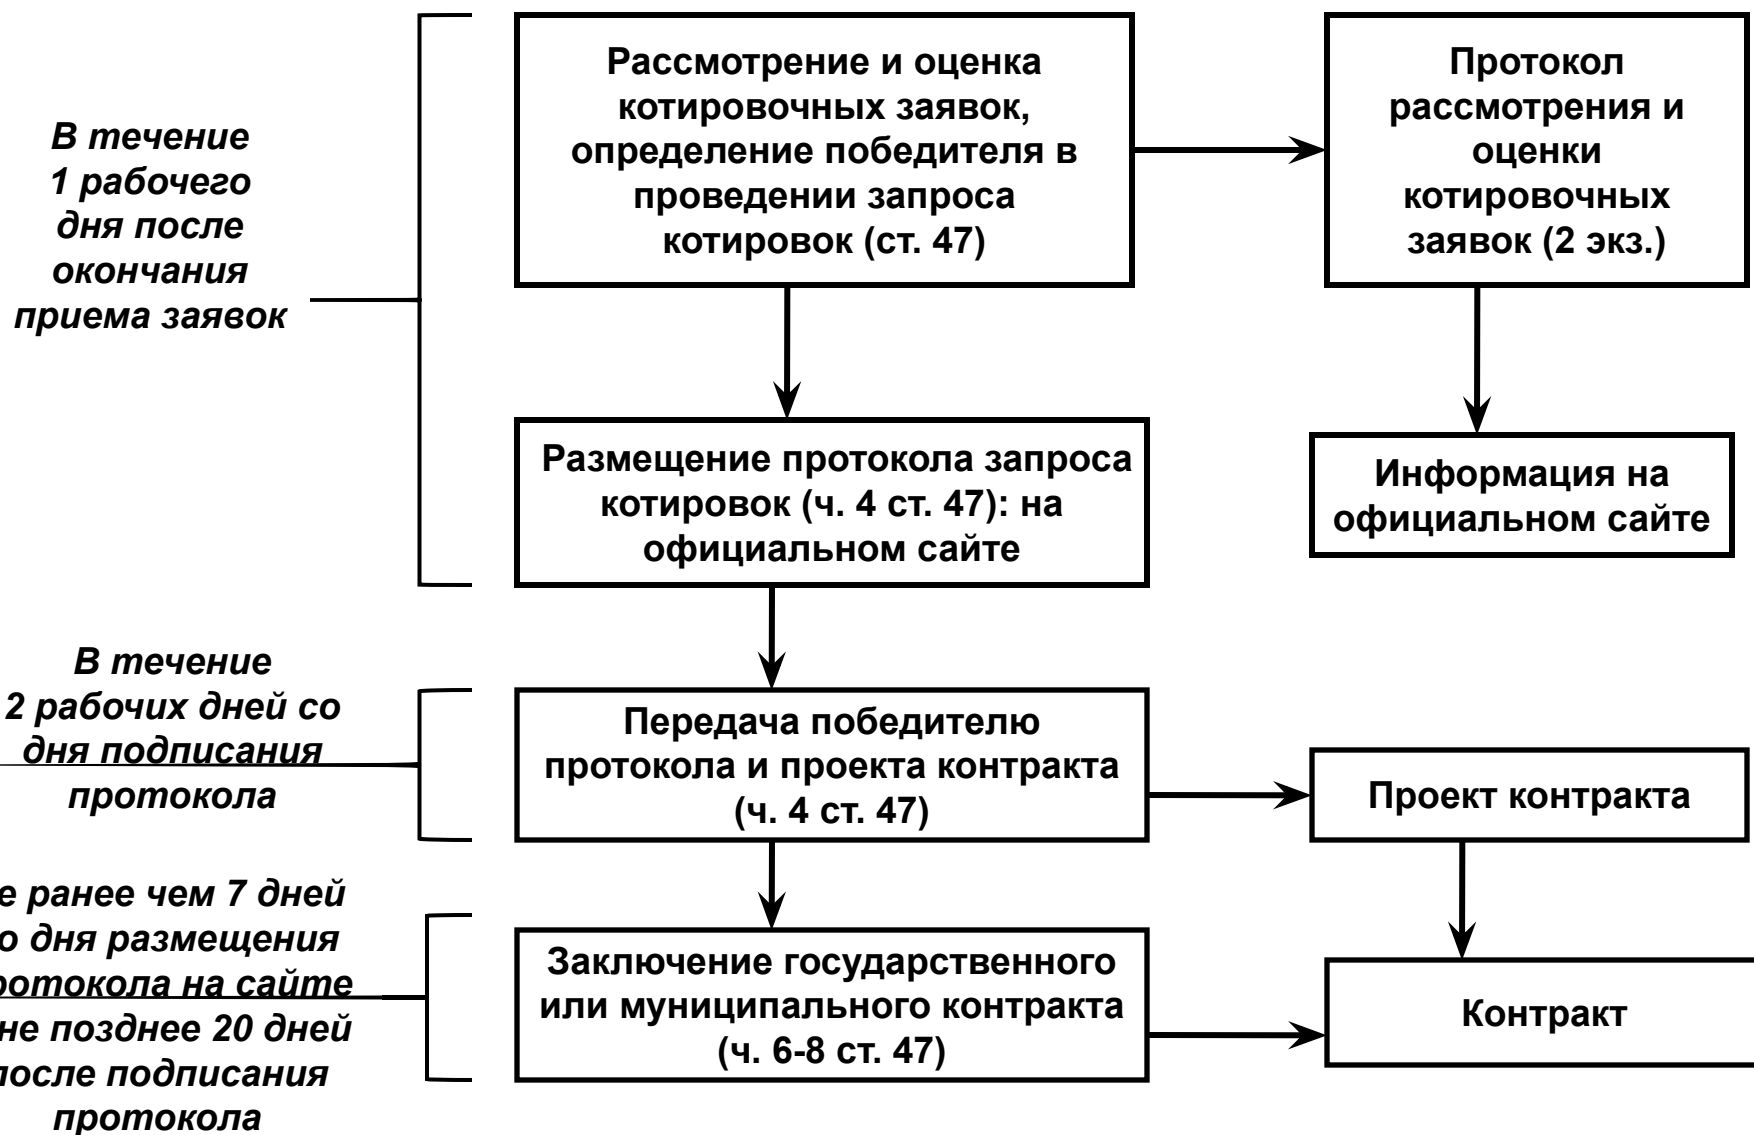 В течение
1 рабочего
дня после
окончания
приема заявок
Рассмотрение и оценка
котировочных заявок,
определение победителя в
проведении запроса
котировок (ст. 47)
Протокол
рассмотрения и
оценки
котировочных
заявок (2 экз.)
Размещение протокола запроса
котировок (ч. 4 ст. 47): на
официальном сайте
Информация на
официальном сайте
В течение
2 рабочих дней со
дня подписания
протокола
Передача победителю
протокола и проекта контракта
(ч. 4 ст. 47)
Проект контракта
е ранее чем 7 дней
о дня размещения
ротокола на сайте
не позднее 20 дней
после подписания
протокола
Заключение государственного
или муниципального контракта
(ч. 6-8 ст. 47)
Контракт